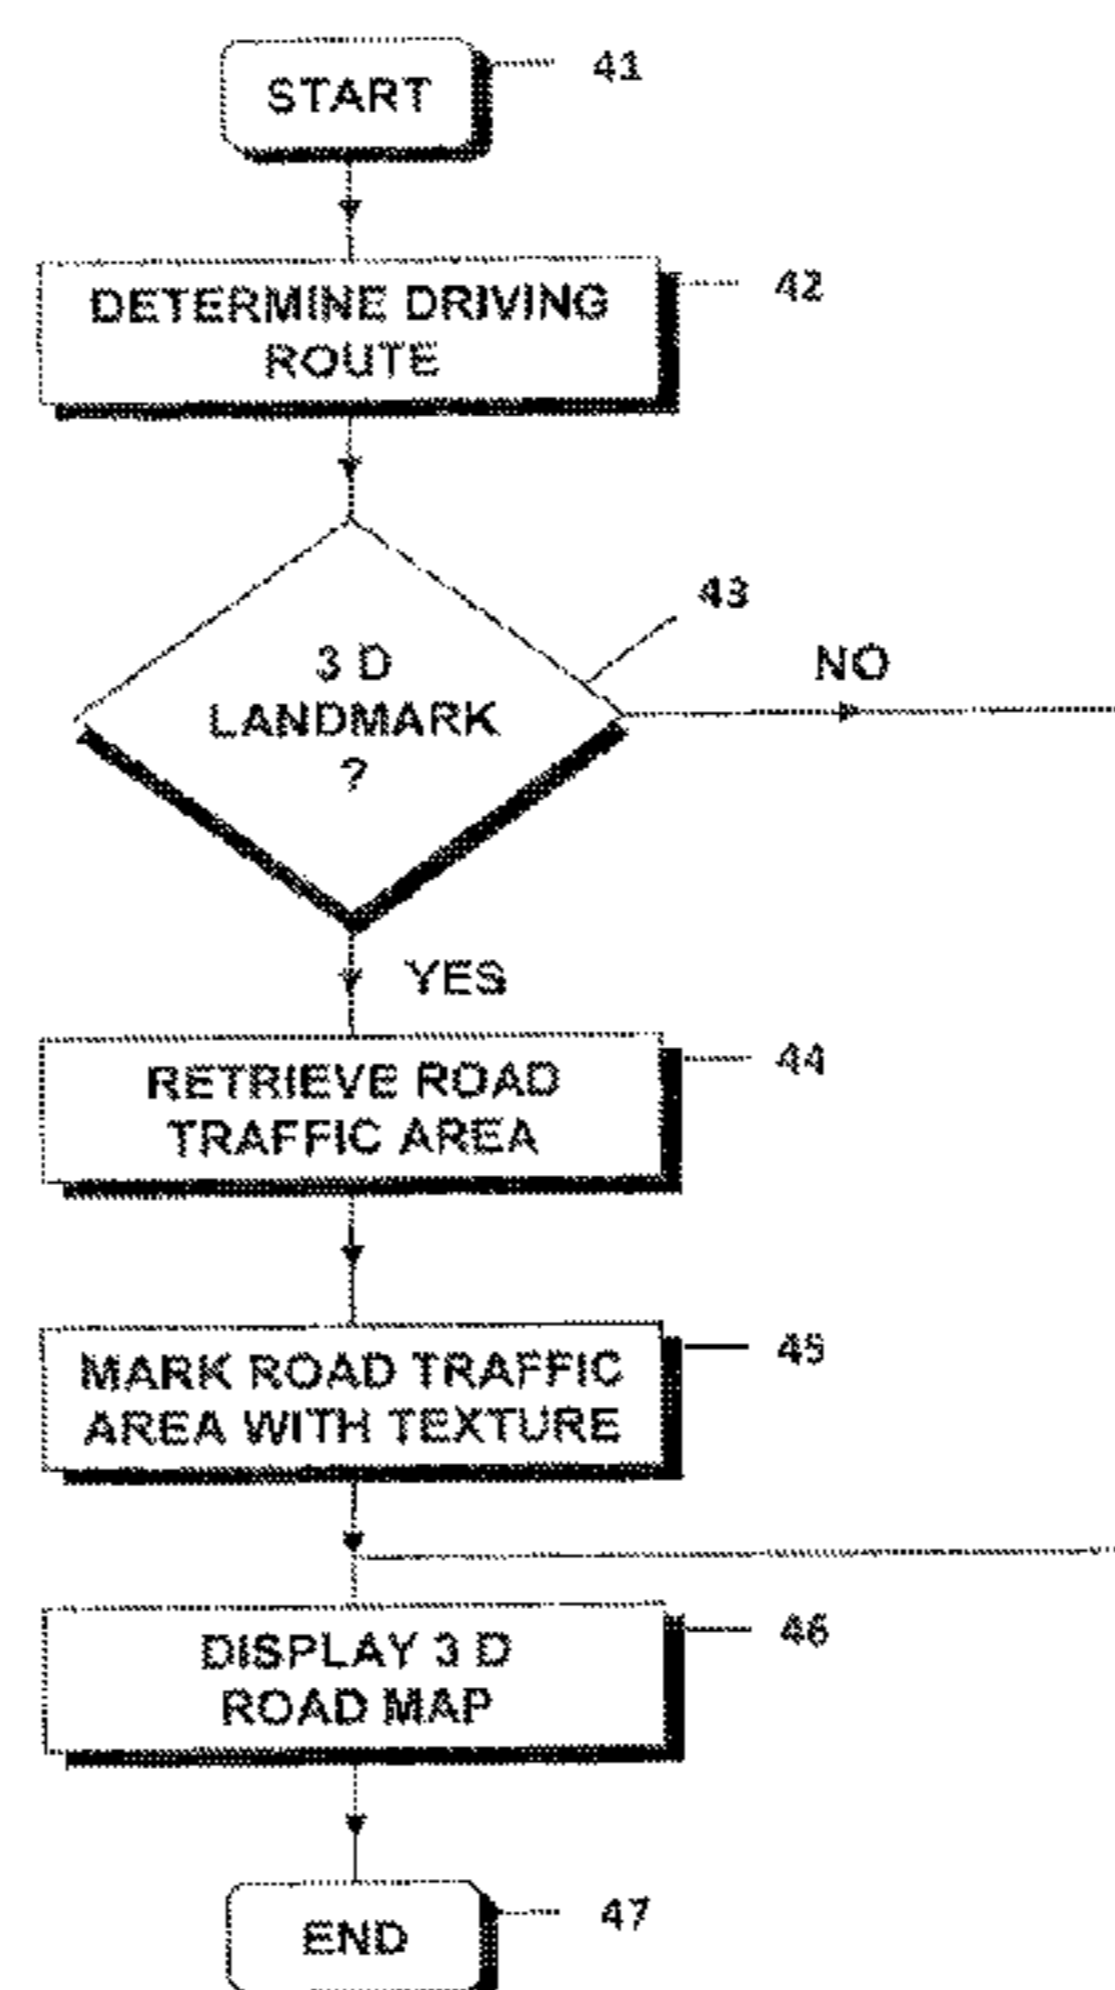 START
41
DETERMINE DRIVING
ROUTE
42
43
3 D
LANDMARK
?
NO
YES
RETRIEVE ROAD
TRAFFIC AREA
44
MARK ROAD TRAFFIC
AREA WITH TEXTURE
45
DISPLAY 3 D
ROAD MAP
46
END
47